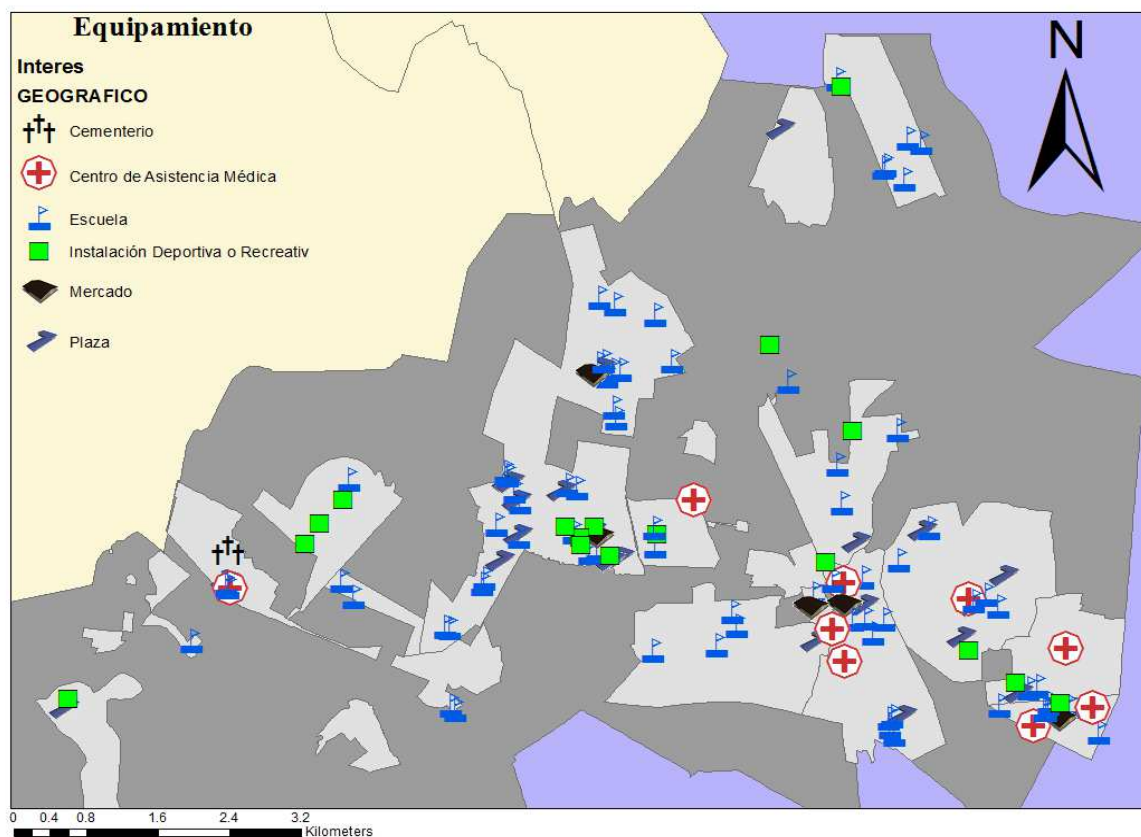 Equipamiento
Interes
GEOGRAFICO
Cementerio
Centro de Asistencia Médica
Escuela
Instalación Deportiva o Recreativ
Mercado
Plaza
N
0 0.4 0.8 1.6 2.4 3.2
Kilometers